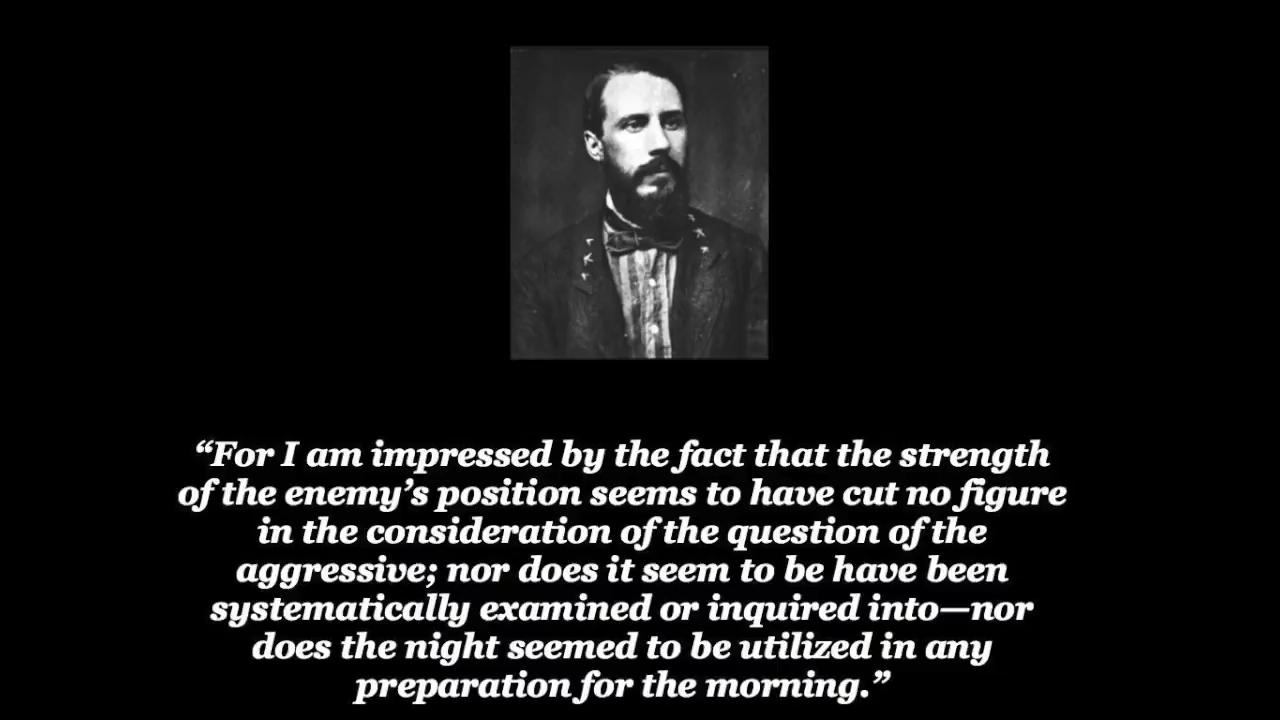 “For I am impressed by the fact that the strength
of the enemy’s position seems to have cut no figure
in the consideration of the question of the
aggressive; nor does it seem to be have been
systematically examined or inquired into—nor
does the night seemed to be utilized in any
preparation for the morning.”